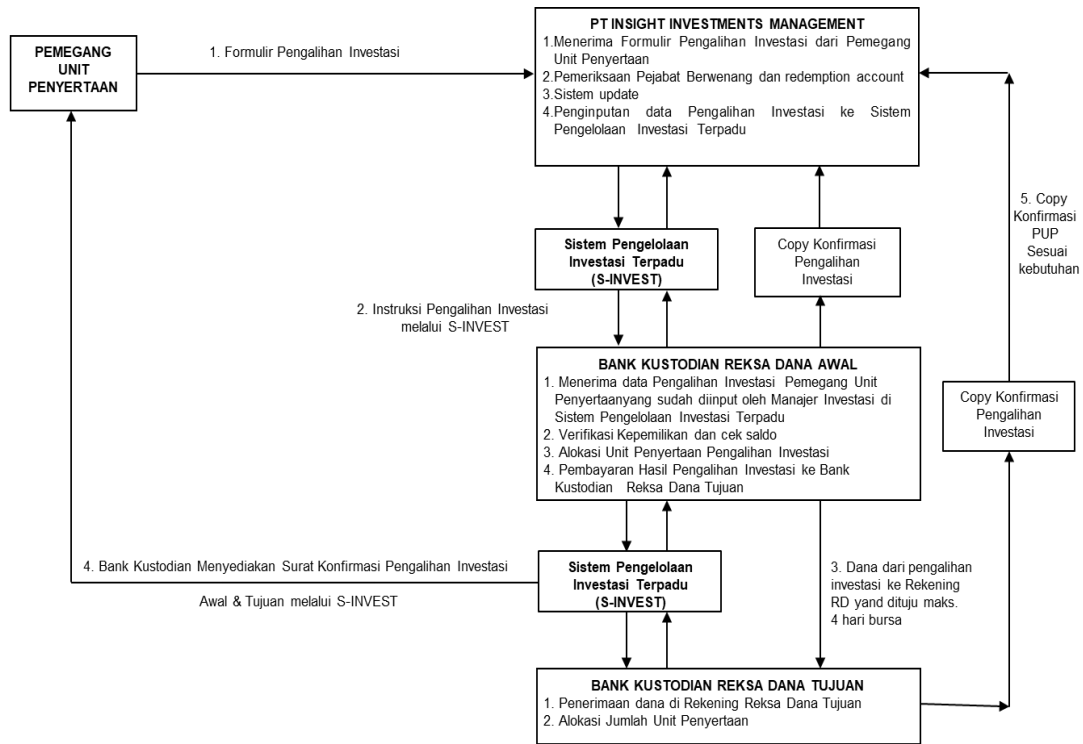 PT INSIGHT INVESTMENTS MANAGEMENT
1.Menerima Formulir Pengalihan Investasi dari Pemegang
Unit Penyertaan
2.Pemeriksaan Pejabat Berwenang dan redemption account
3.Sistem update
4.Penginputan data Pengalihan Investasi ke Sistem
Pengelolaan Investasi Terpadu
PEMEGANG
UNIT
PENYERTAAN
1. Formulir Pengalihan Investasi
Sistem Pengelolaan
Investasi Terpadu
(S-INVEST)
Copy Konfirmasi
Pengalihan
Investasi
5. Copy
Konfirmasi
PUP
Sesuai
kebutuhan
2. Instruksi Pengalihan Investasi
melalui S-INVEST
BANK KUSTODIAN REKSA DANA AWAL
1. Menerima data Pengalihan Investasi Pemegang Unit
Penyertaanyang sudah diinput oleh Manajer Investasi di
Sistem Pengelolaan Investasi Terpadu
2. Verifikasi Kepemilikan dan cek saldo
3. Alokasi Unit Penyertaan Pengalihan Investasi
4. Pembayaran Hasil Pengalihan Investasi ke Bank
Kustodian Reksa Dana Tujuan
Copy Konfirmasi
Pengalihan
Investasi
4. Bank Kustodian Menyediakan Surat Konfirmasi Pengalihan Investasi
Awal & Tujuan melalui S-INVEST
Sistem Pengelolaan
Investasi Terpadu
(S-INVEST)
3. Dana dari pengalihan
investasi ke Rekening
RD yand dituju maks.
4 hari bursa
BANK KUSTODIAN REKSA DANA TUJUAN
1. Penerimaan dana di Rekening Reksa Dana Tujuan
2. Alokasi Jumlah Unit Penyertaan